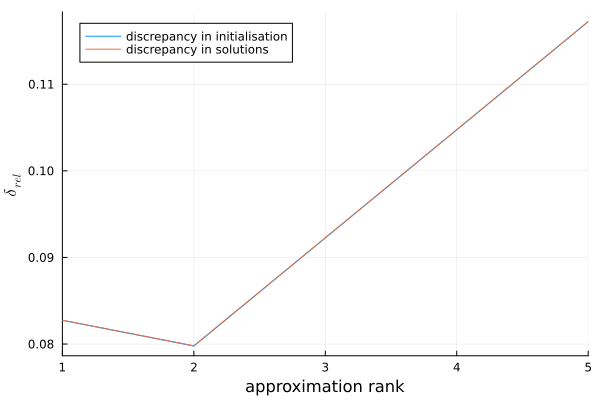 discrepancy in initialisation
discrepancy in solutions
0.11
0.10
0.09
0.08
δ_rel
1 2 3 4 5
approximation rank